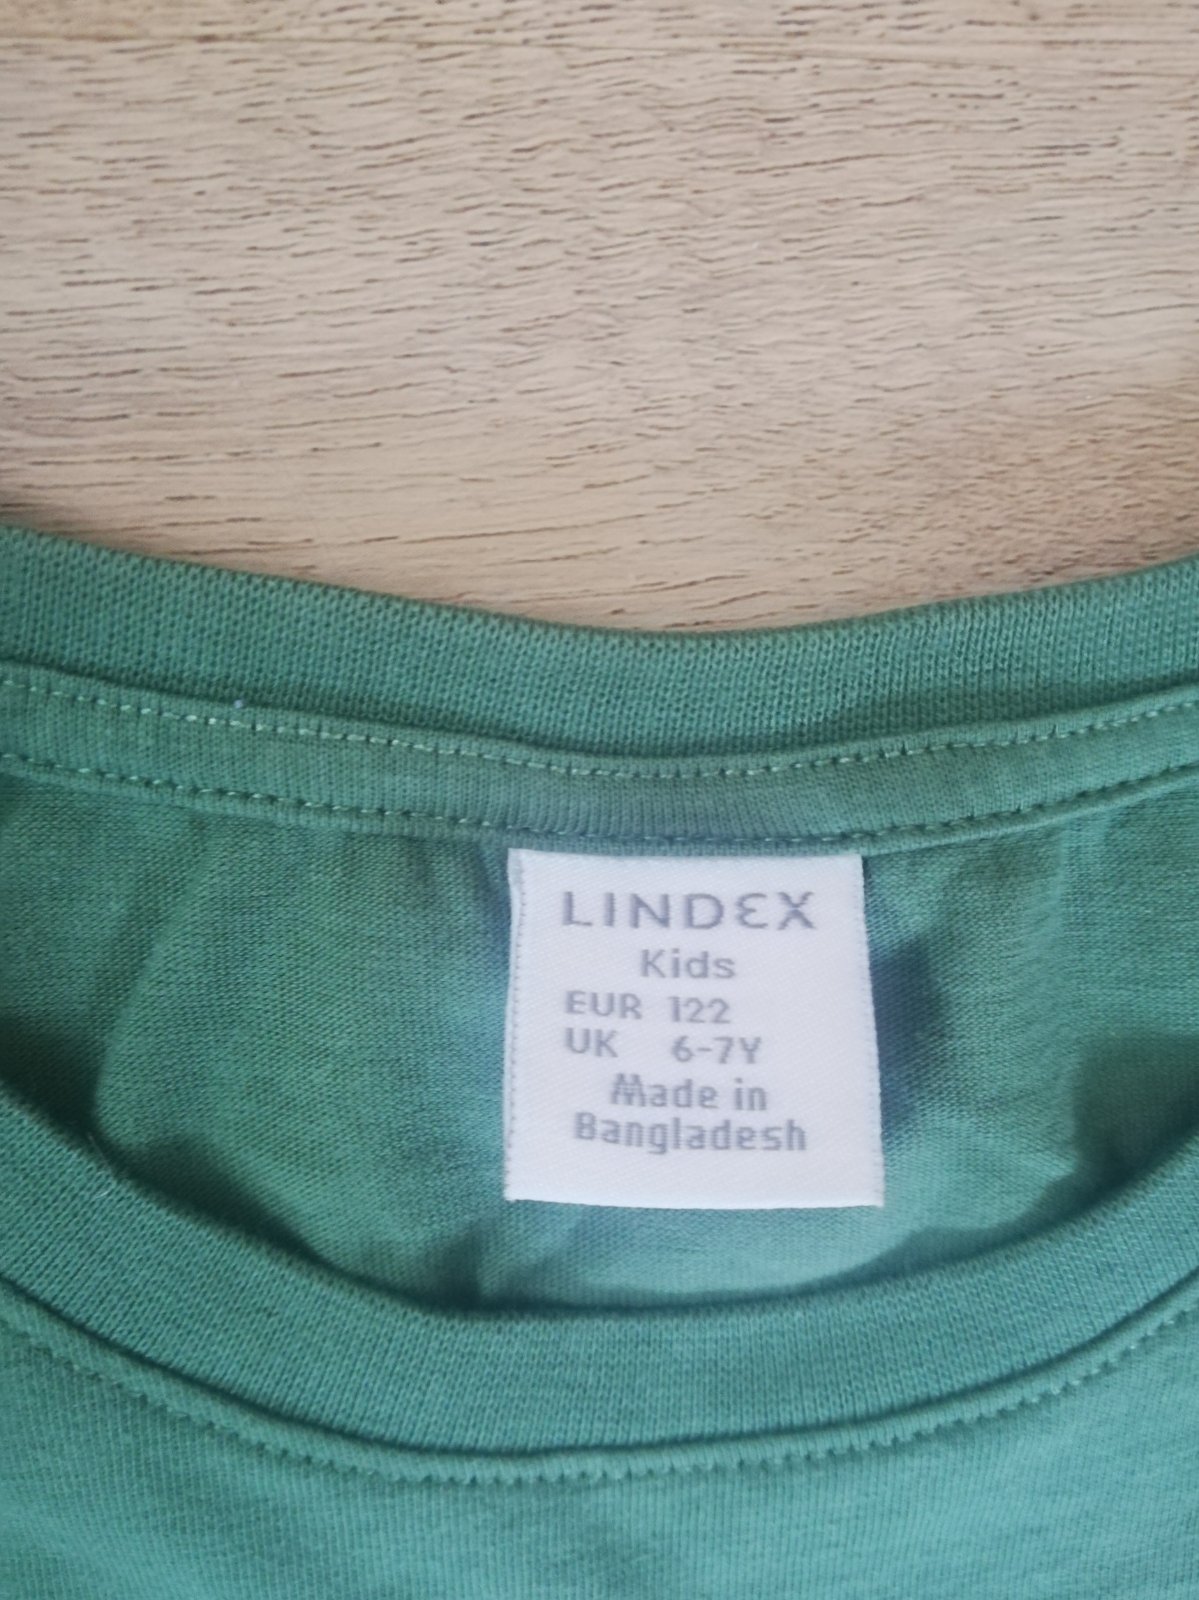 LINDEX
Kids
EUR 122
UK 6-7Y
Made in
Bangladesh